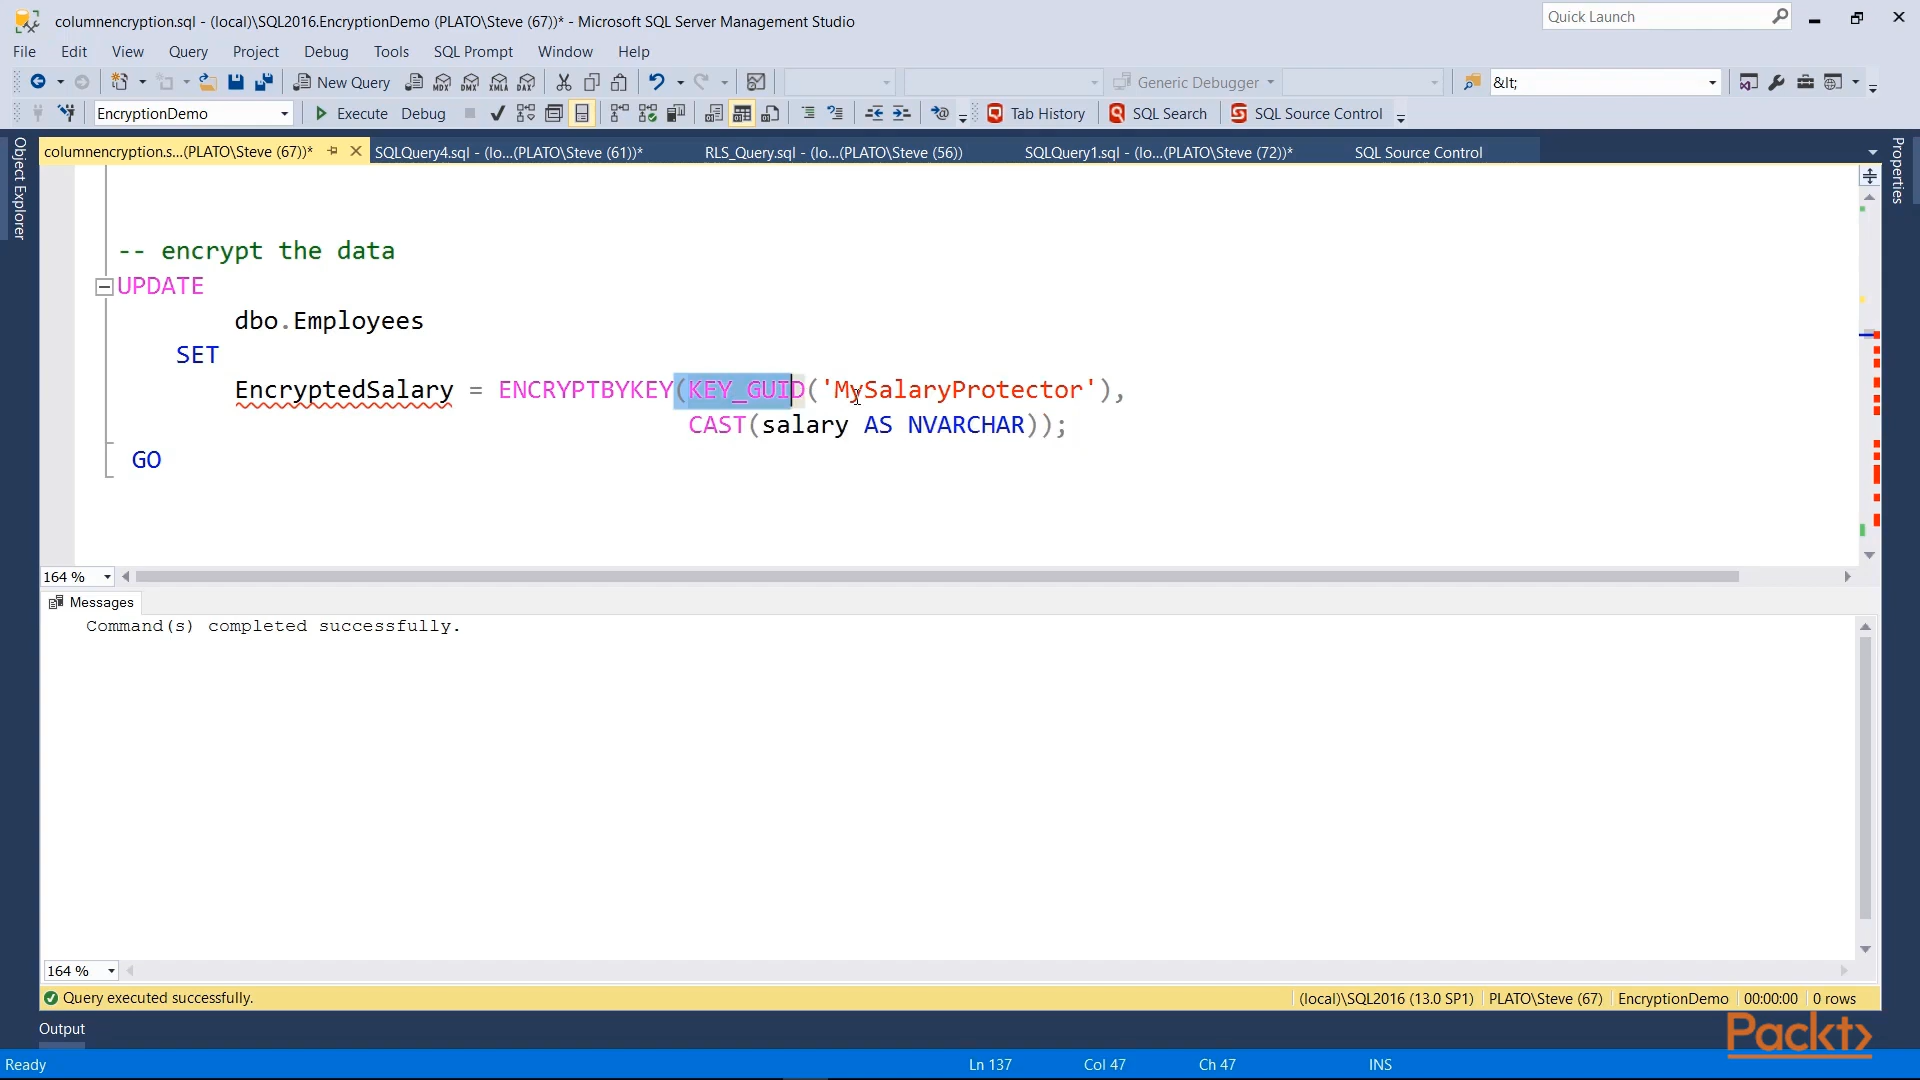 columnencryption.sql - (local)\SQL2016.EncryptionDemo (PLATO\Steve (67))* - Microsoft SQL Server Management Studio
Quick Launch
File Edit View Query Project Debug Tools SQL Prompt Window Help
New Query
MDX DMX XMLA DAX
Generic Debugger
&lt;
EncryptionDemo
Execute Debug
Tab History
SQL Search
SQL Source Control
Object Explorer
columnencryption.s...(PLATO\Steve (67))*
SQLQuery4.sql - (lo...(PLATO\Steve (61))*
RLS_Query.sql - (lo...(PLATO\Steve (56))
SQLQuery1.sql - (lo...(PLATO\Steve (72))*
SQL Source Control
Properties
-- encrypt the data
UPDATE
dbo.Employees
SET
EncryptedSalary = ENCRYPTBYKEY(KEY_GUID('MySalaryProtector'),
CAST(salary AS NVARCHAR));
GO
164 %
Messages
Command(s) completed successfully.
164 %
Query executed successfully.
(local)\SQL2016 (13.0 SP1) PLATO\Steve (67) EncryptionDemo 00:00:00 0 rows
Output
Packt>
Ready
Ln 137 Col 47 Ch 47 INS